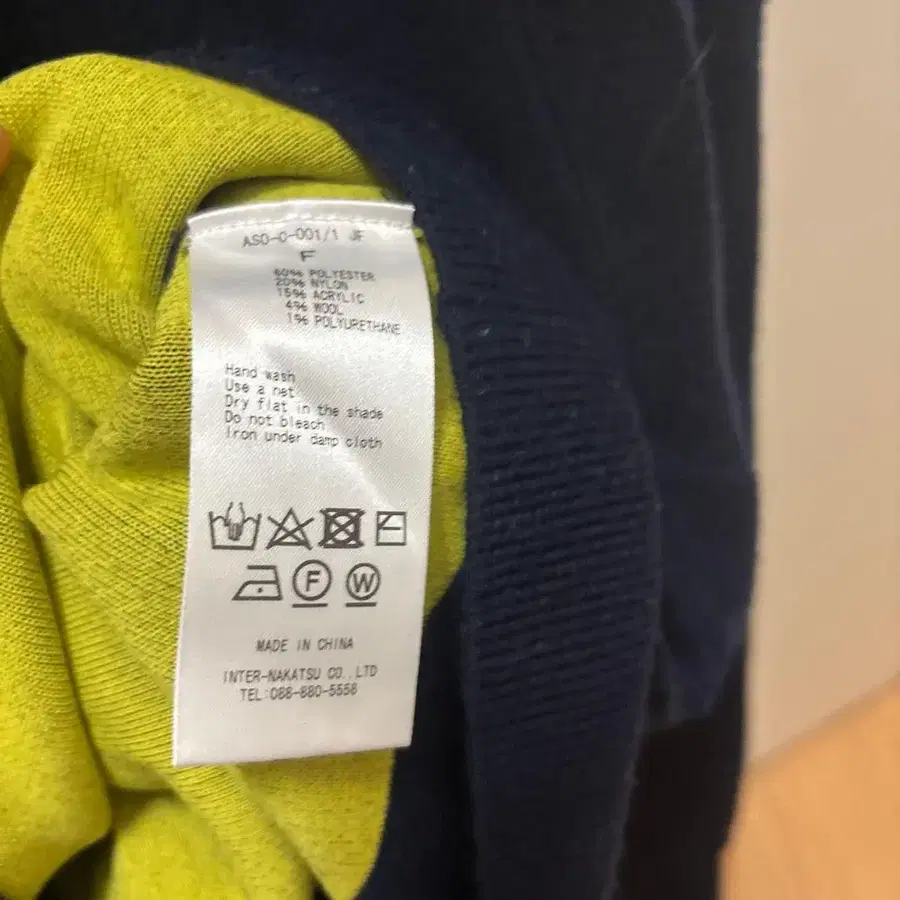 ASO-O-001/1 JF
F
60% POLYESTER
20% NYLON
15% ACRYLIC
4% WOOL
1% POLYURETHANE
Hand wash
Use a net
Dry flat in the shade
Do not bleach
Iron under damp cloth
F
W
MADE IN CHINA
INTER-NAKATSU CO.,LTD
TEL:088-880-5558